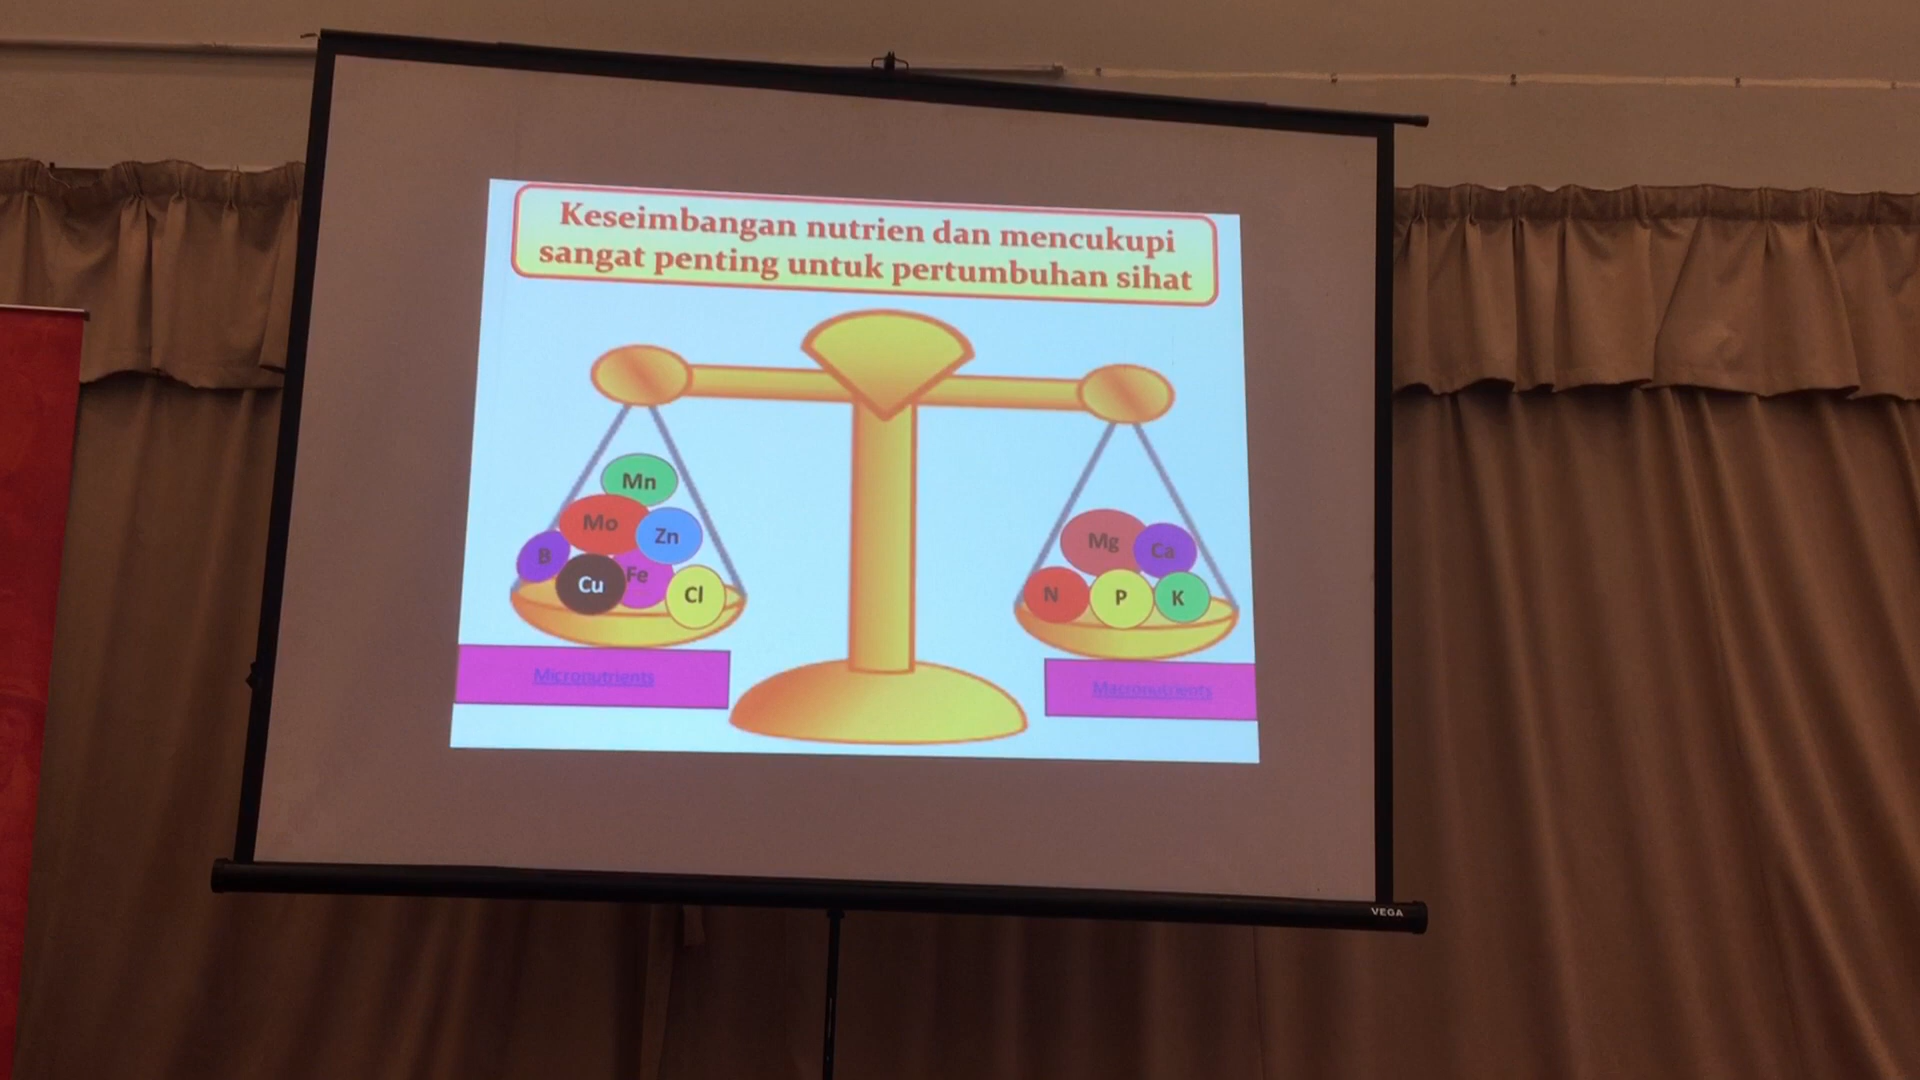 Keseimbangan nutrien dan mencukupi
sangat penting untuk pertumbuhan sihat
Mn
Mo
Zn
B
Cu
Fe
Cl
Mg
Ca
N
P
K
Micronutrients
Macronutrients
VEGA